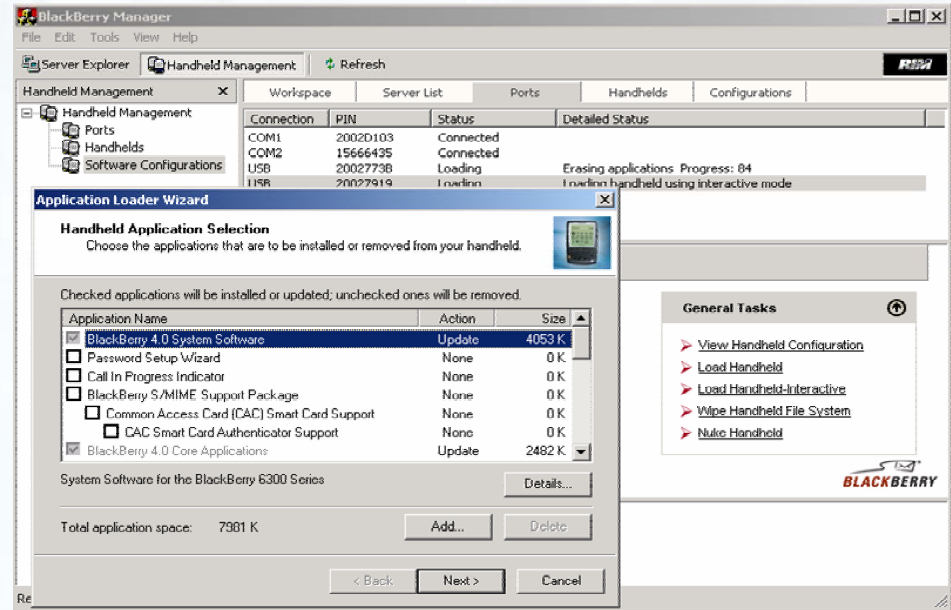 BlackBerry Manager
File Edit Tools View Help
Server Explorer Handheld Management Refresh RIM
Handheld Management Workspace Server List Ports Handhelds Configurations
Handheld Management
Ports
Handhelds
Software Configurations
Connection PIN Status Detailed Status
COM1 2002D103 Connected
COM2 15666435 Connected
USB 2002773B Loading Erasing applications Progress: 84
USB 20027919 Loading Loading handheld using interactive mode
Application Loader Wizard
Handheld Application Selection
Choose the applications that are to be installed or removed from your handheld.
Checked applications will be installed or updated; unchecked ones will be removed.
Application Name Action Size
BlackBerry 4.0 System Software Update 4053 K
Password Setup Wizard None 0 K
Call In Progress Indicator None 0 K
BlackBerry S/MIME Support Package None 0 K
Common Access Card (CAC) Smart Card Support None 0 K
CAC Smart Card Authenticator Support None 0 K
BlackBerry 4.0 Core Applications Update 2482 K
System Software for the BlackBerry 6300 Series
Details...
Total application space: 7981 K
Add... Delete
< Back Next > Cancel
General Tasks
View Handheld Configuration
Load Handheld
Load Handheld-Interactive
Wipe Handheld File System
Nuke Handheld
BLACKBERRY
Re